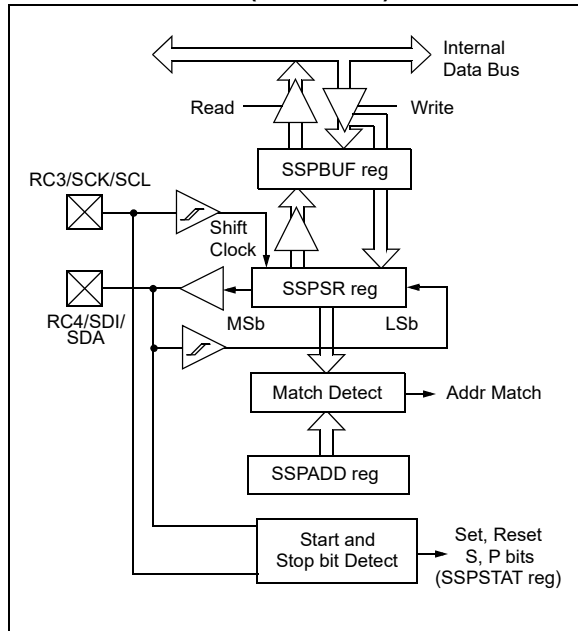 Internal
Data Bus
Read
Write
SSPBUF reg
RC3/SCK/SCL
Shift
Clock
SSPSR reg
MSb
LSb
RC4/SDI/
SDA
Match Detect
Addr Match
SSPADD reg
Start and
Stop bit Detect
Set, Reset
S, P bits
(SSPSTAT reg)